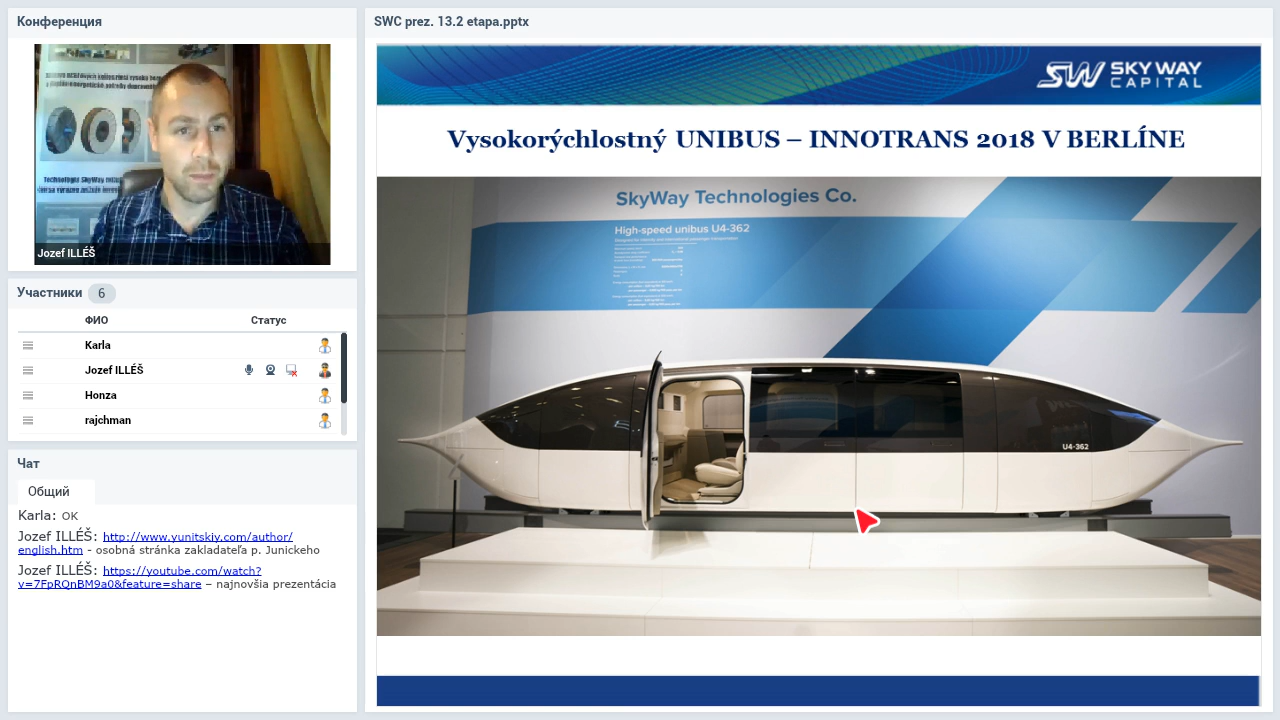 Конференция
Jozef ILLÉŠ
Участники 6
ФИО Статус
Karla
Jozef ILLÉŠ
Honza
rajchman
Чат
Общий
Karla: OK
Jozef ILLÉŠ: http://www.yunitskiy.com/author/
english.htm - osobná stránka zakladateľa p. Junického
Jozef ILLÉŠ: https://youtube.com/watch?
v=7FpRQnBM9a0&feature=share – najnovšia prezentácia
SWC prez. 13.2 etapa.pptx
SW SKY WAY
CAPITAL
Vysokorýchlostný UNIBUS – INNOTRANS 2018 V BERLÍNE
SkyWay Technologies Co.
High-speed unibus U4-362
U4-362